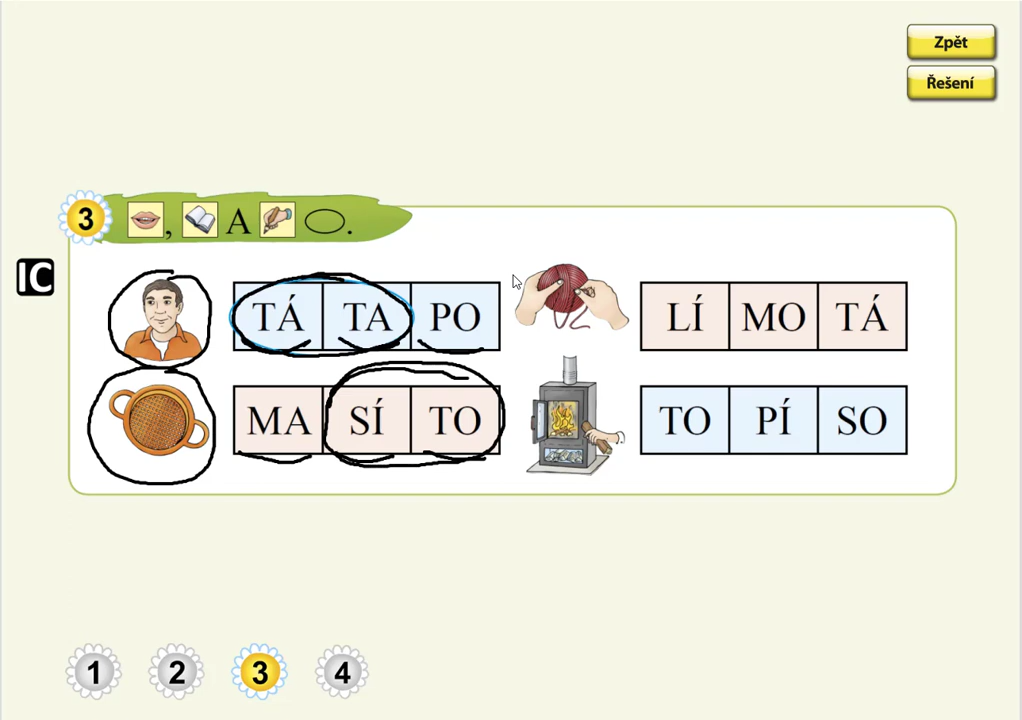 Zpět
Řešení
3 , A .
IC
TÁ TA PO
LÍ MO TÁ
MA SÍ TO
TO PÍ SO
1 2 3 4